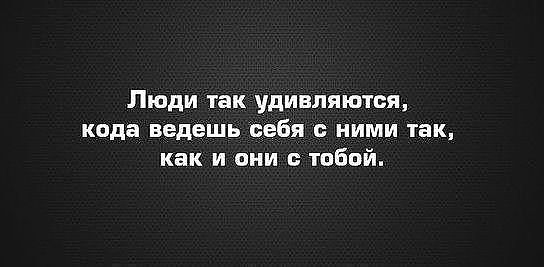 Люди так удивляются,
кода ведешь себя с ними так,
как и они с тобой.